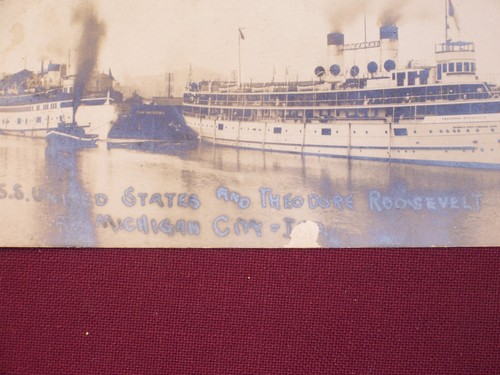 S.S. UNITED STATES AND THEODORE ROOSEVELT
MICHIGAN CITY -